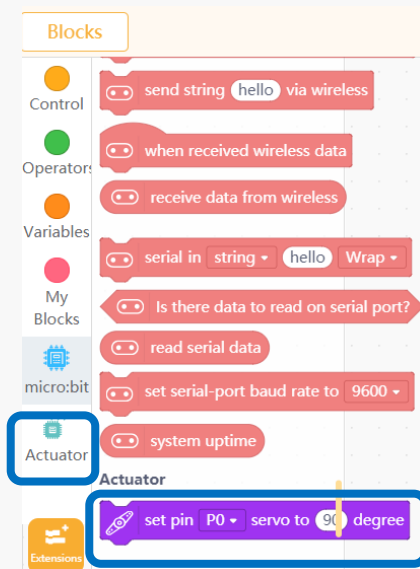 Blocks
Control
Operators
Variables
My
Blocks
micro:bit
Actuator
Extensions
send string hello via wireless
when received wireless data
receive data from wireless
serial in string hello Wrap
Is there data to read on serial port?
read serial data
set serial-port baud rate to 9600
system uptime
Actuator
set pin P0 servo to 90 degree